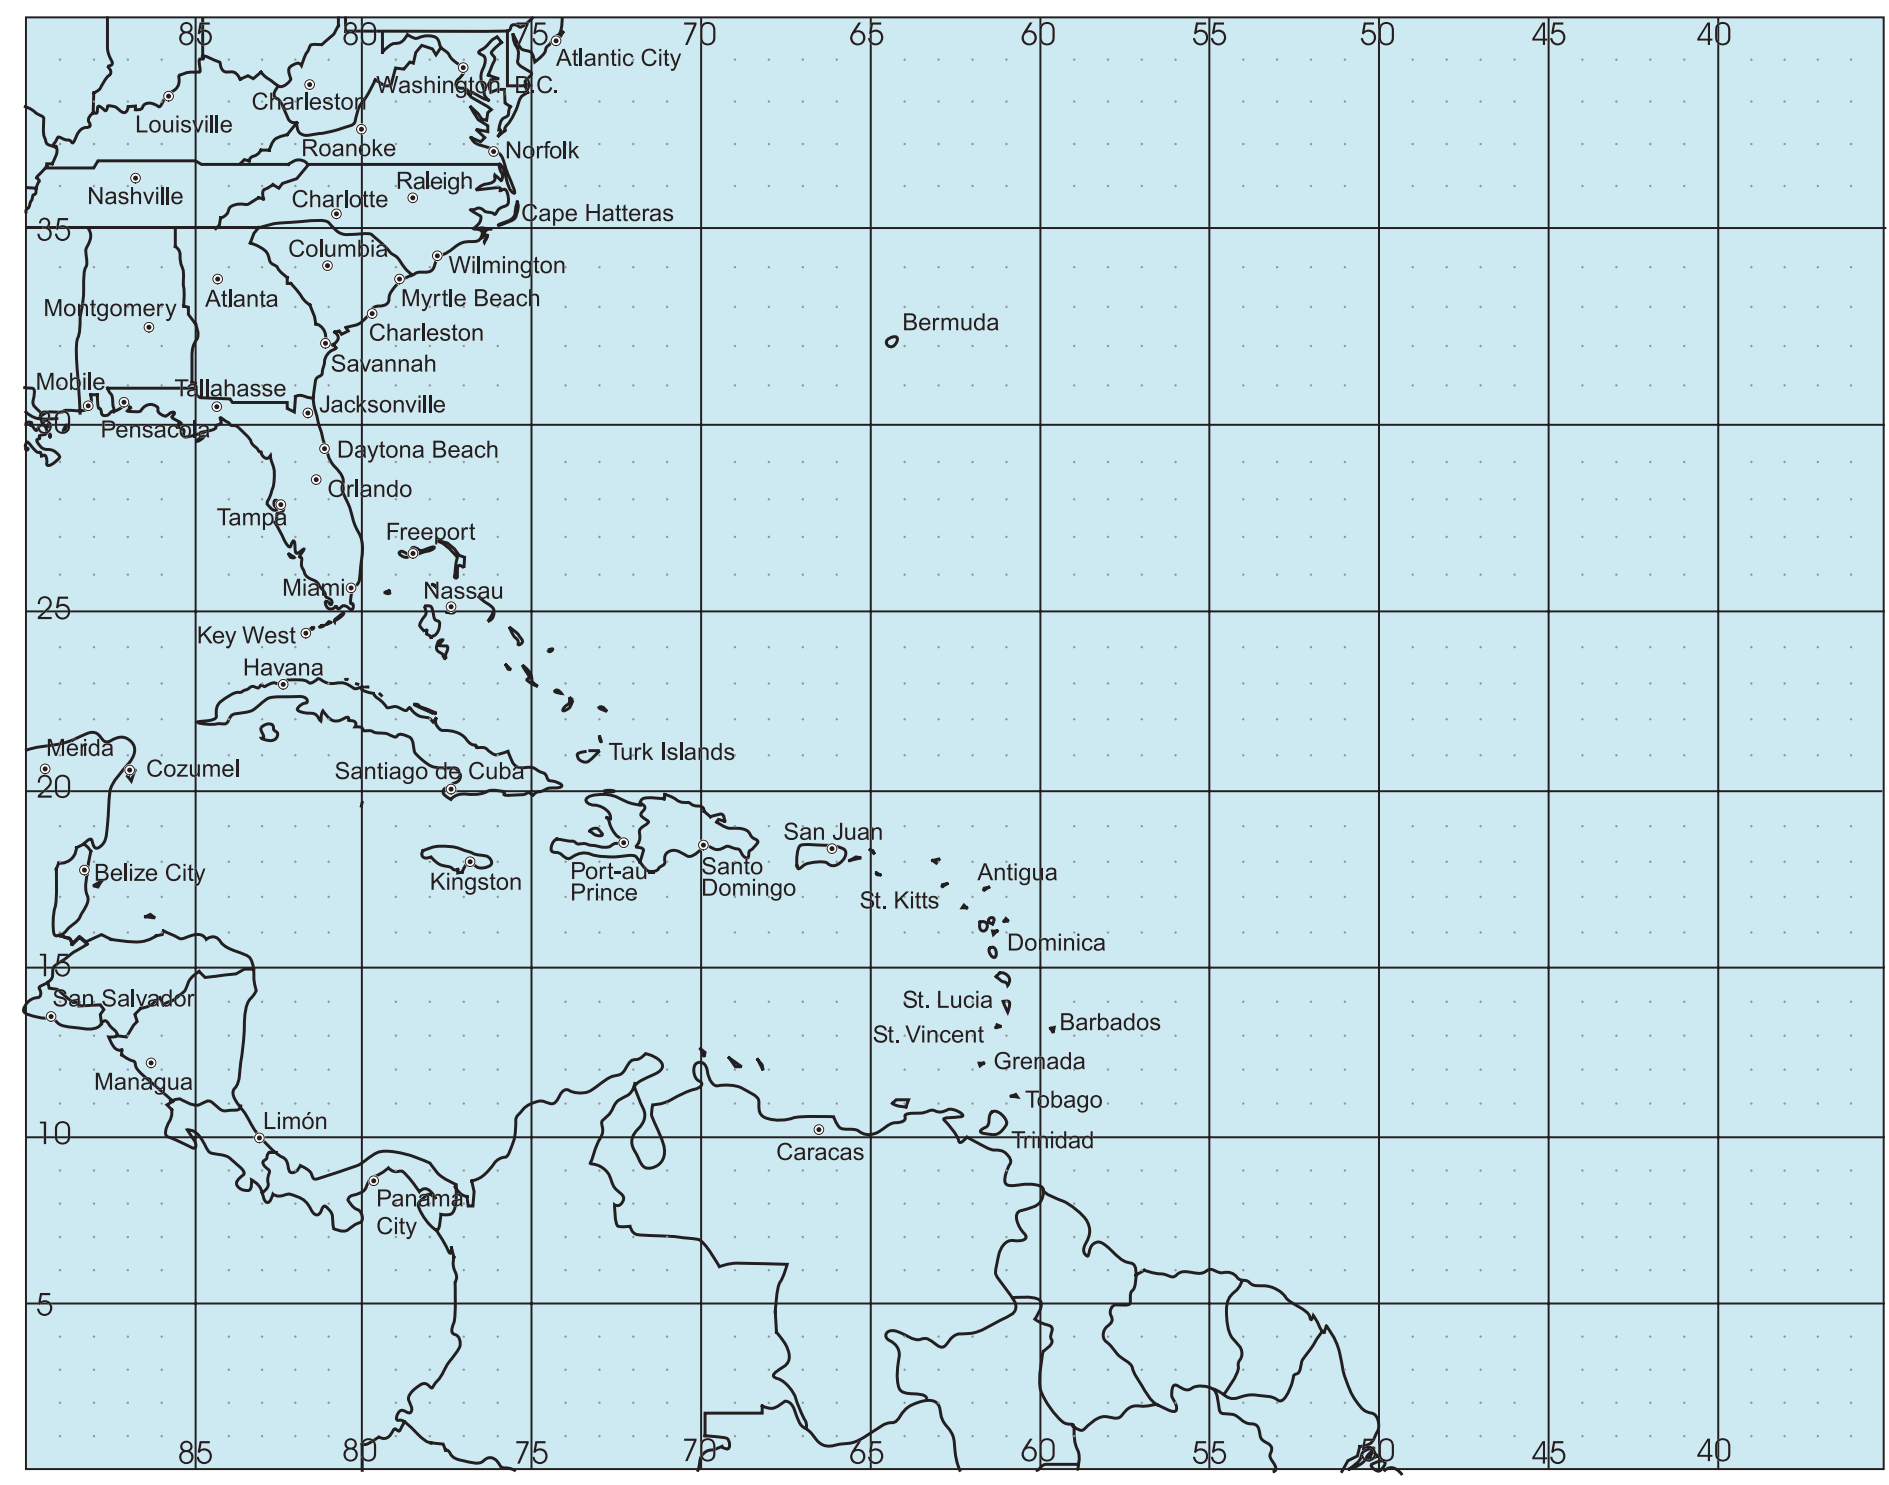 85 80 75 70 65 60 55 50 45 40
Atlantic City
Washington D.C.
Charleston
Louisville
Roanoke
Norfolk
Raleigh
Nashville
Charlotte
Cape Hatteras
35
Columbia
Wilmington
Atlanta
Myrtle Beach
Montgomery
Bermuda
Charleston
Savannah
Mobile
Tallahasse
Jacksonville
30
Pensacola
Daytona Beach
Orlando
Tampa
Freeport
Miami
Nassau
25
Key West
Havana
Merida
Turk Islands
Cozumel
Santiago de Cuba
20
San Juan
Belize City
Kingston
Port-au
Prince
Santo
Domingo
Antigua
St. Kitts
Dominica
15
San Salvador
St. Lucia
Barbados
St. Vincent
Grenada
Managua
Tobago
Limón
10
Trinidad
Caracas
Panama
City
5
85 80 75 70 65 60 55 50 45 40